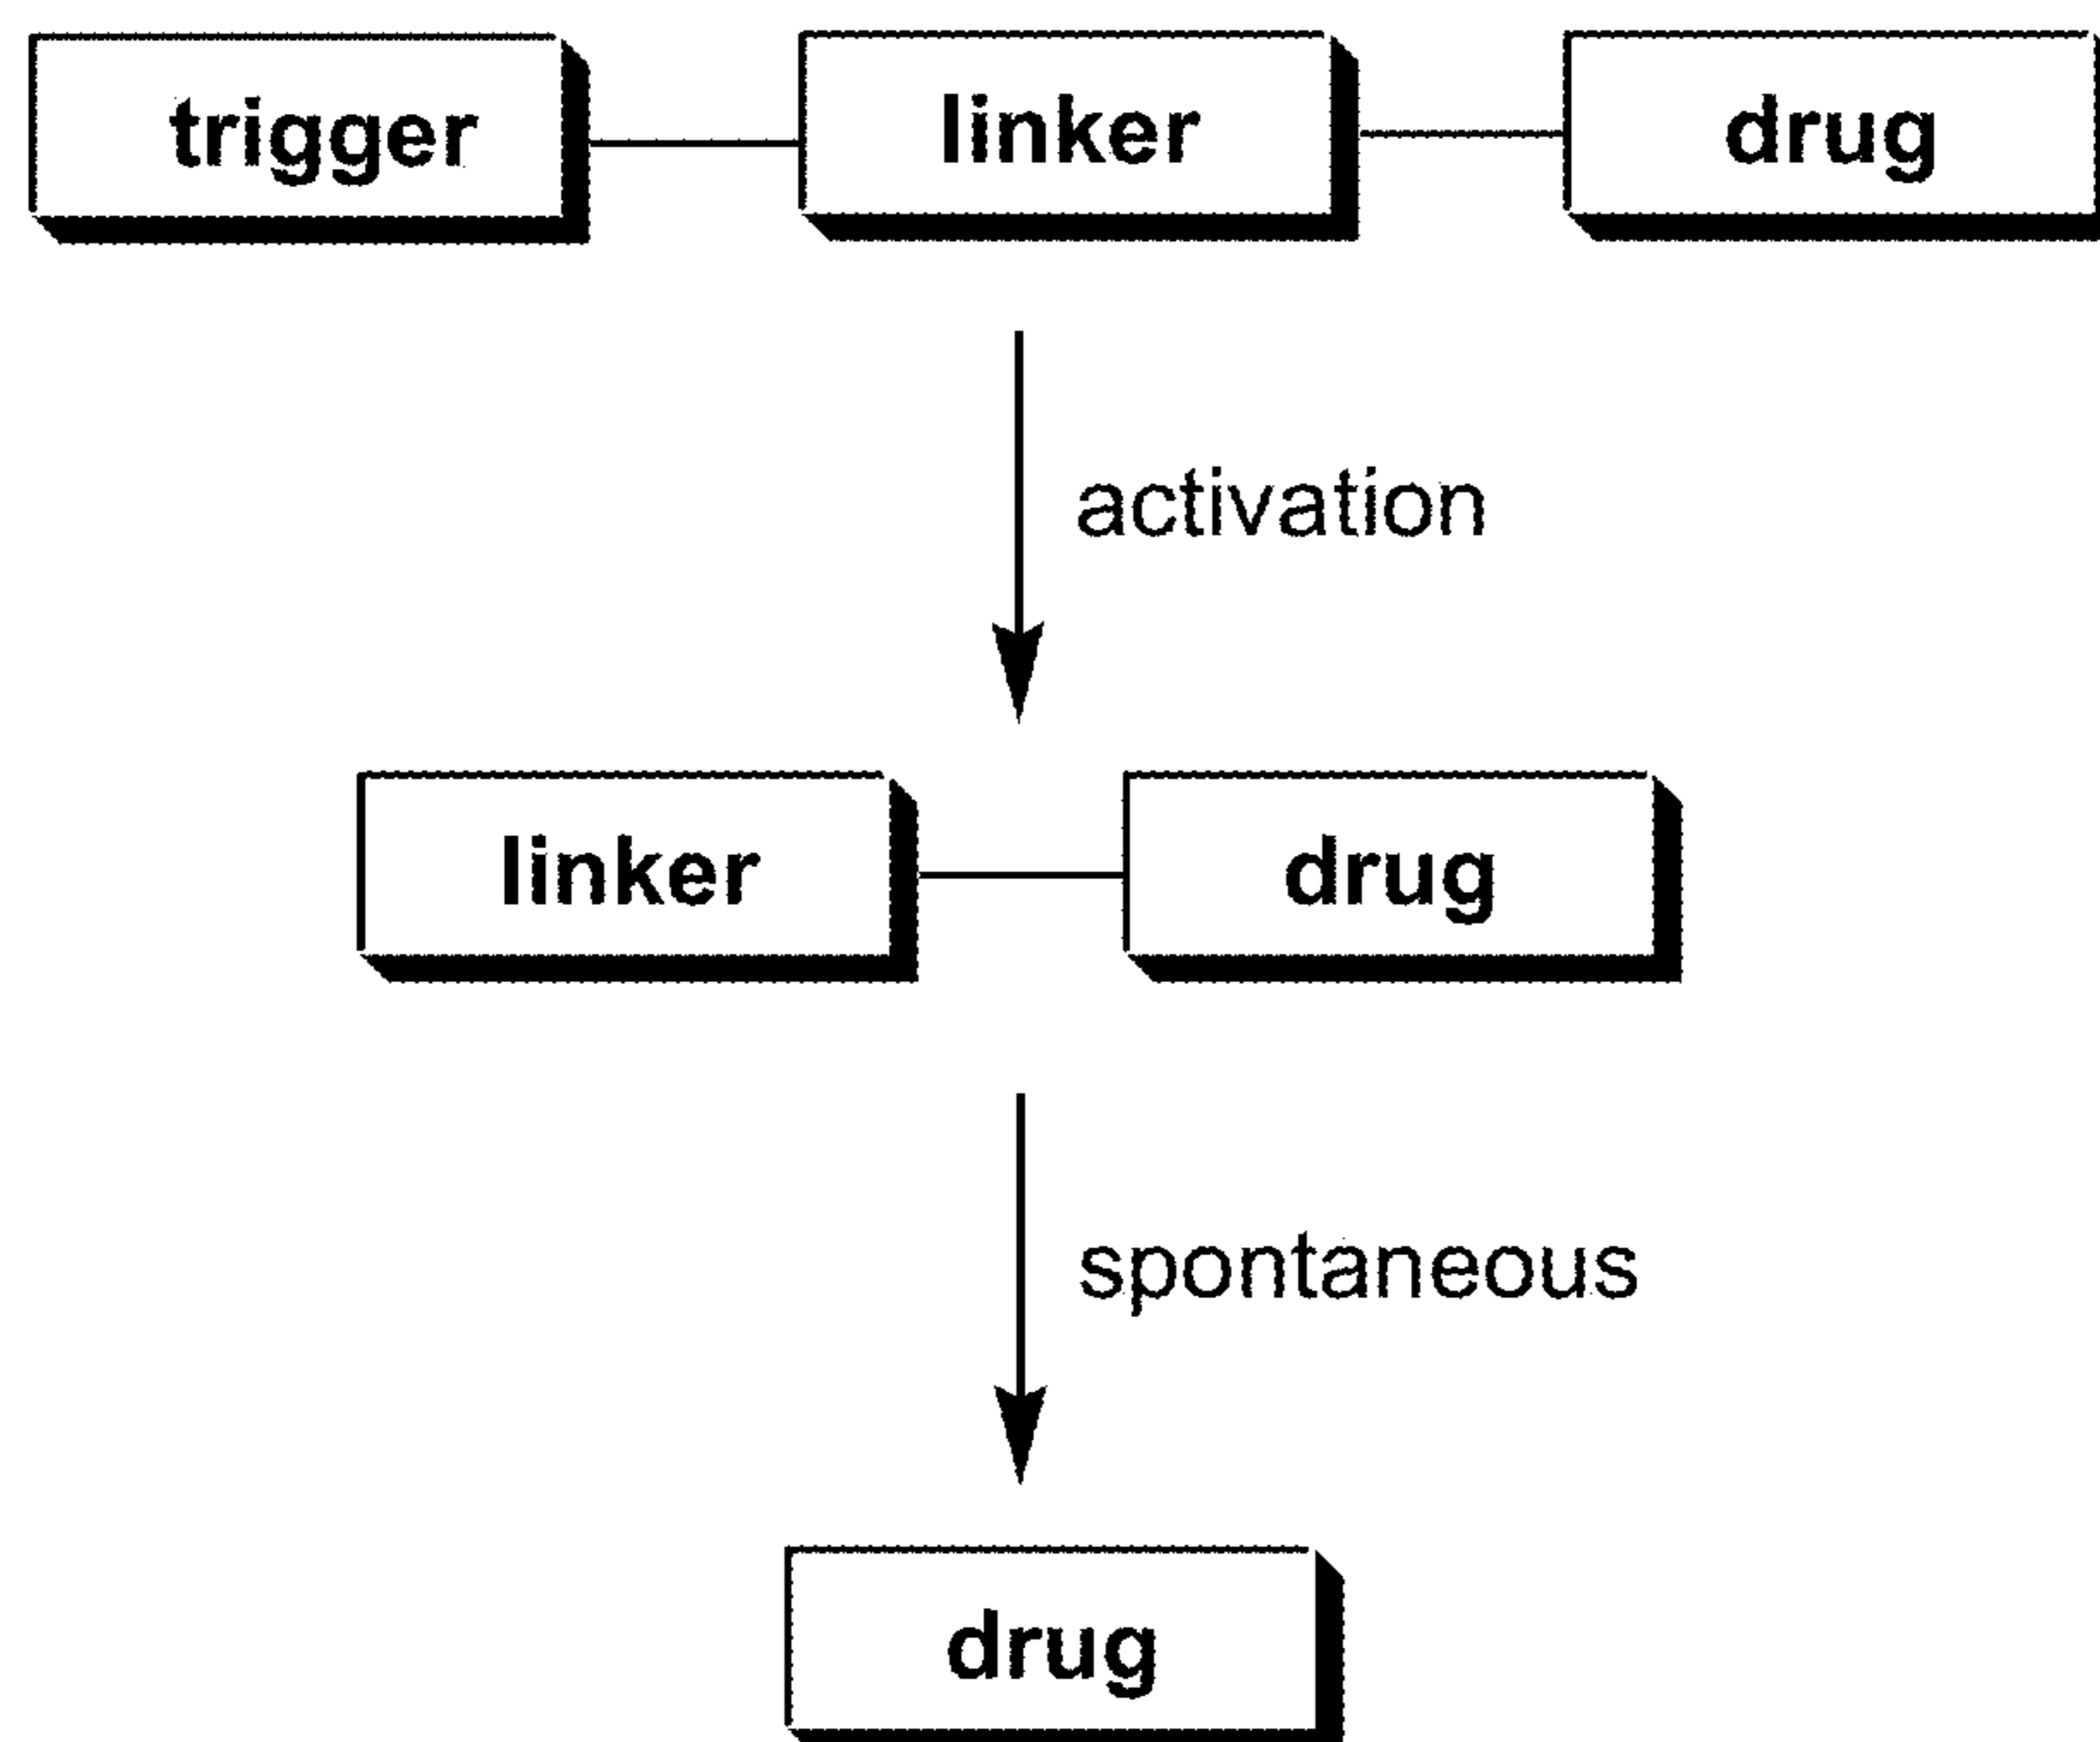 trigger linker drug
activation
linker drug
spontaneous
drug